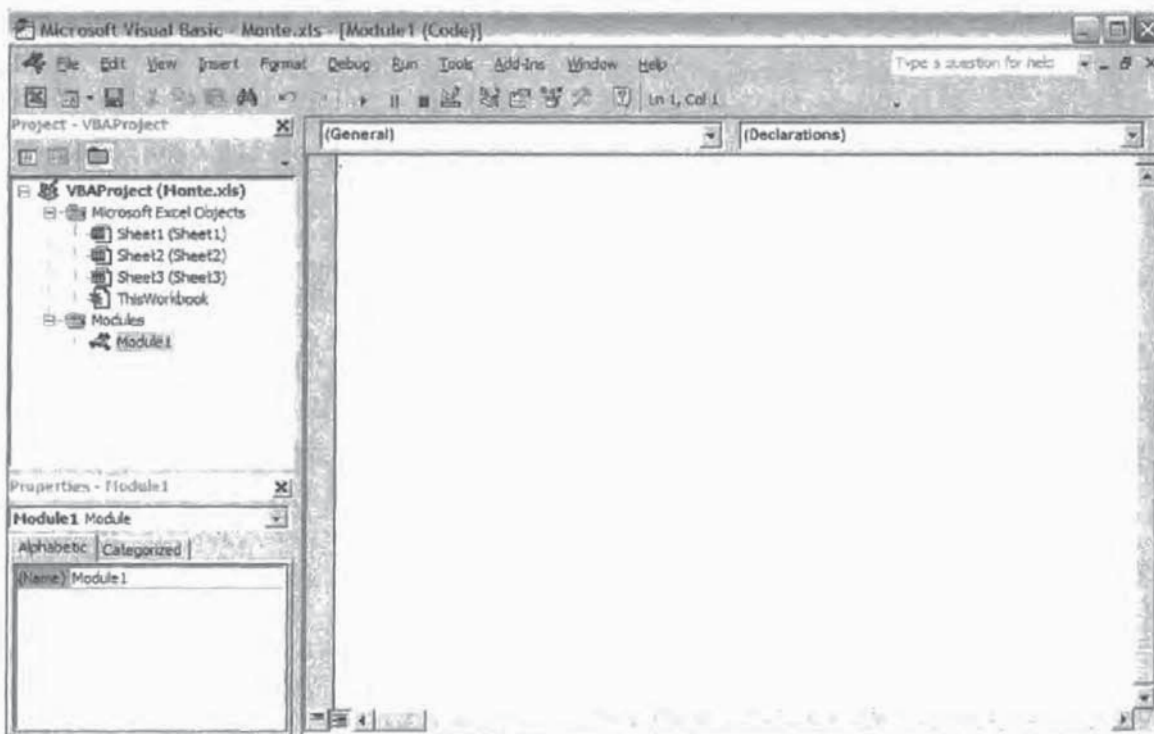 Microsoft Visual Basic - Monte.xls - [Module1 (Code)]
File Edit View Insert Format Debug Run Tools Add-Ins Window Help Type a question for help
Ln 1, Col 1
Project - VBAProject
(General) (Declarations)
VBAProject (Monte.xls)
Microsoft Excel Objects
Sheet1 (Sheet1)
Sheet2 (Sheet2)
Sheet3 (Sheet3)
ThisWorkbook
Modules
Module1
Properties - Module1
Module1 Module
Alphabetic Categorized
(Name) Module1